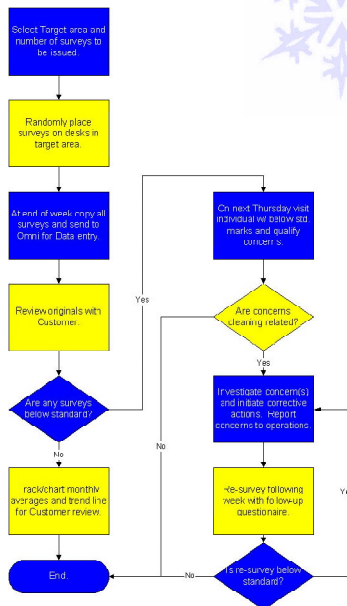 Select Target area and
number of surveys to
be issued.
Randomly place
surveys on desks in
target area.
At end of week copy all
surveys and send to
Omni for Data entry.
Review originals with
Customer.
Are any surveys
below standard?
No
Yes
Track/chart monthly
averages and trend line
for Customer review.
End.
On next Thursday visit
individual w/ below std.
marks and qualify
concerns.
Are concerns
cleaning related?
Yes
No
Investigate concern(s)
and initiate corrective
actions. Report
concerns to operations.
Re-survey following
week with follow-up
questionaire.
Is re-survey below
standard?
No